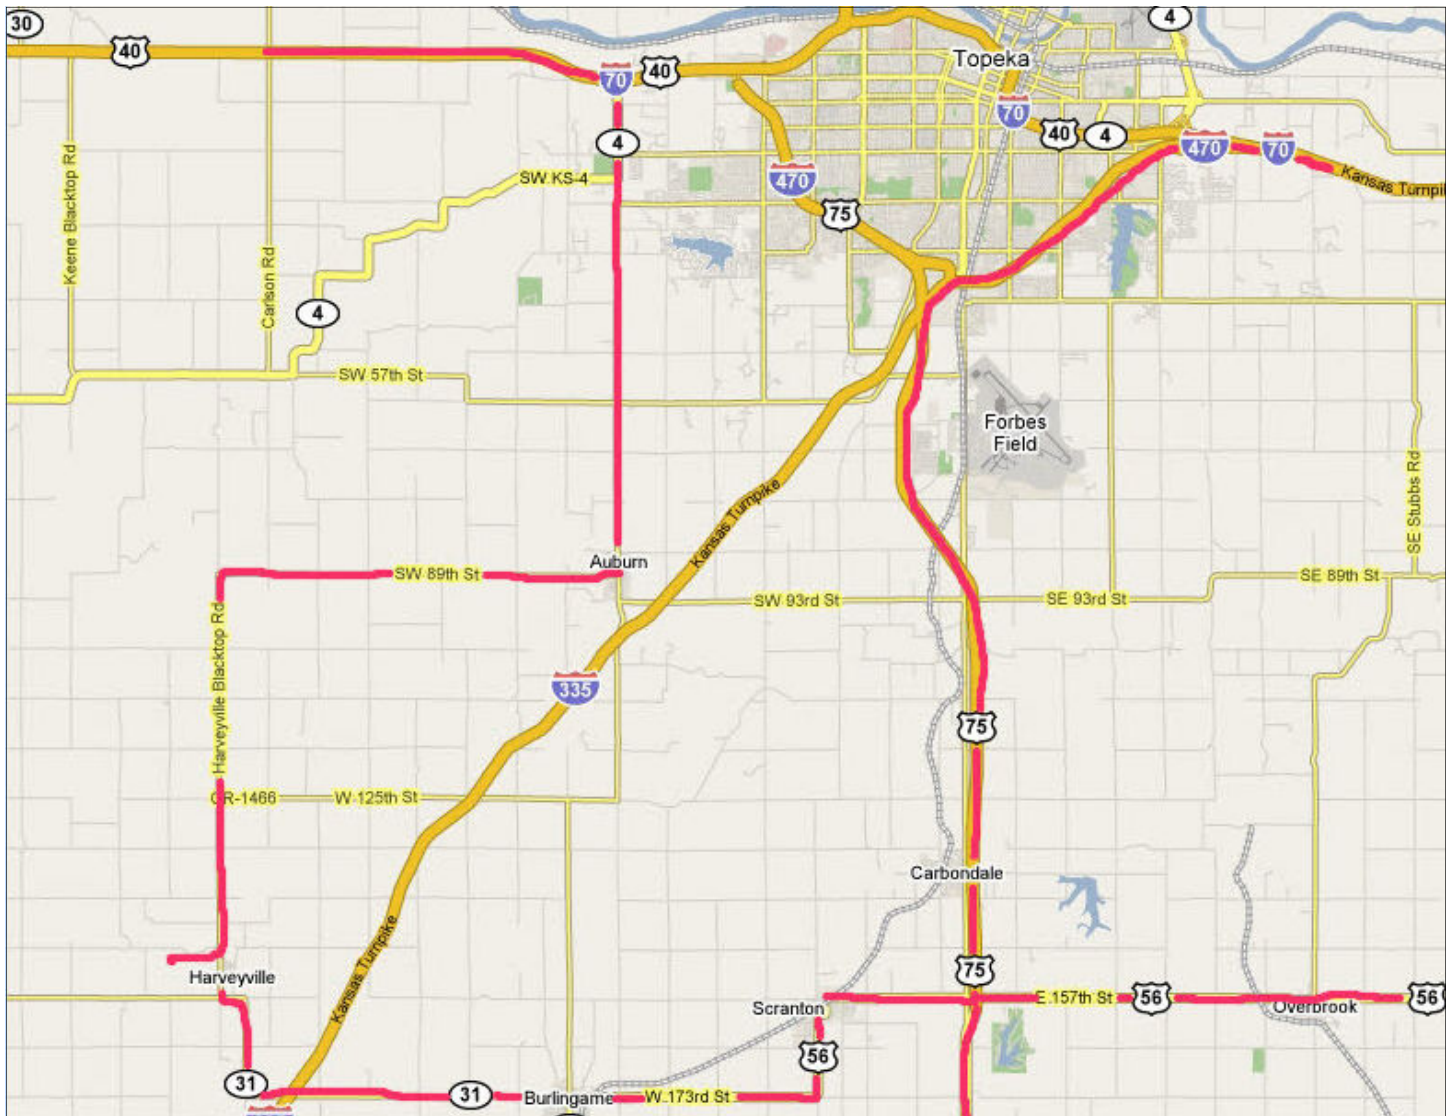 30
40
70
40
Topeka
4
70
40
4
470
70
Kansas Turnpi
4
SW KS-4
470
75
Keene Blacktop Rd
Carlson Rd
4
SW 57th St
Forbes
Field
Kansas Turnpike
SE Stubbs Rd
Auburn
SW 89th St
SE 89th St
SW 93rd St
SE 93rd St
Harveyville Blacktop Rd
335
75
CR-1466
W 125th St
Carbondale
Kansas Turnpike
Harveyville
75
Scranton
E 157th St
56
Overbrook
56
56
31
31
Burlingame
W 173rd St